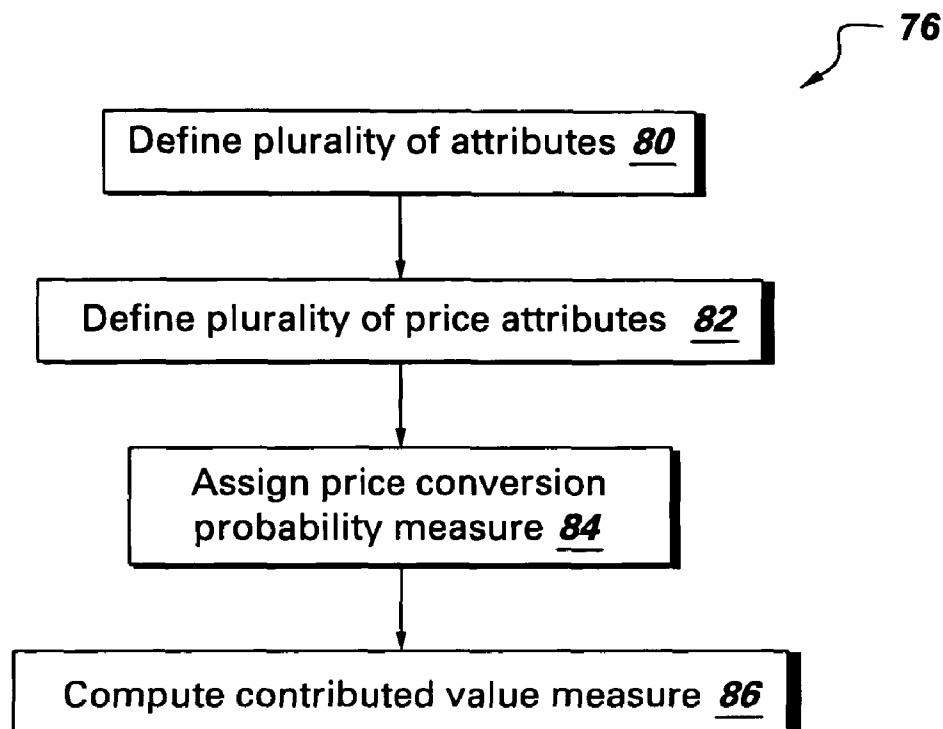 76
Define plurality of attributes 80
Define plurality of price attributes 82
Assign price conversion
probability measure 84
Compute contributed value measure 86